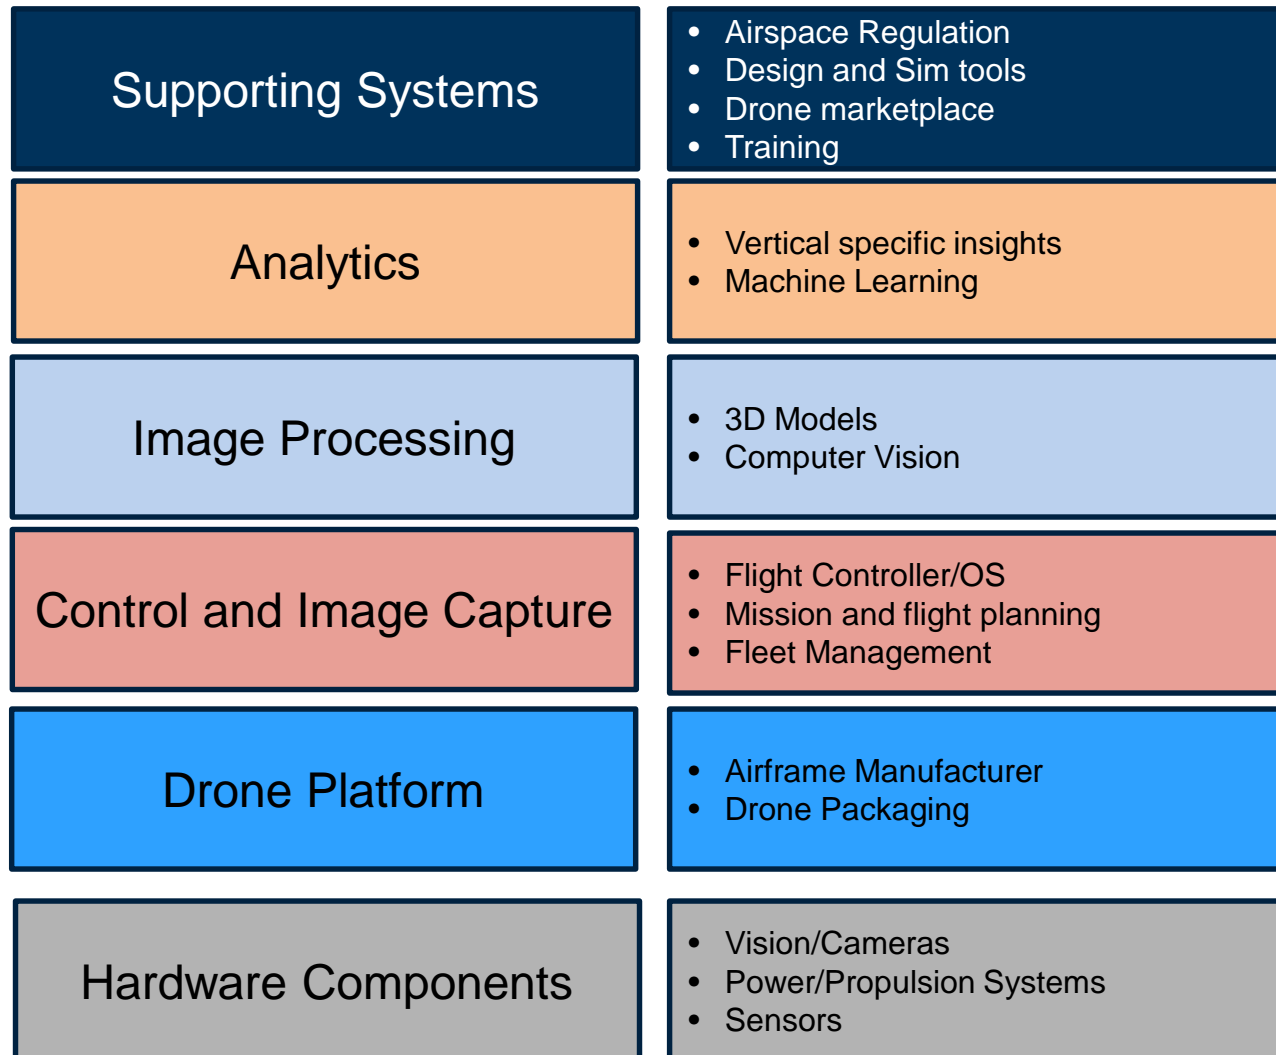 Supporting Systems
• Airspace Regulation
• Design and Sim tools
• Drone marketplace
• Training
Analytics
• Vertical specific insights
• Machine Learning
Image Processing
• 3D Models
• Computer Vision
Control and Image Capture
• Flight Controller/OS
• Mission and flight planning
• Fleet Management
Drone Platform
• Airframe Manufacturer
• Drone Packaging
Hardware Components
• Vision/Cameras
• Power/Propulsion Systems
• Sensors